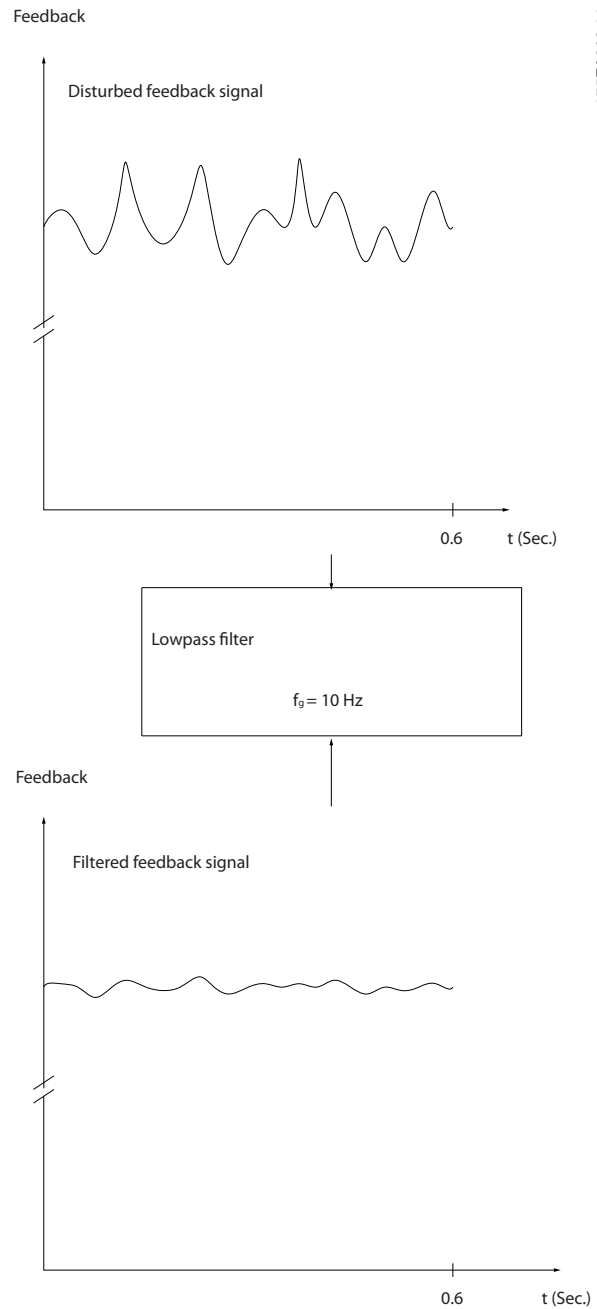 Feedback
Disturbed feedback signal
0.6 t (Sec.)
Lowpass filter
fg = 10 Hz
Feedback
Filtered feedback signal
0.6 t (Sec.)